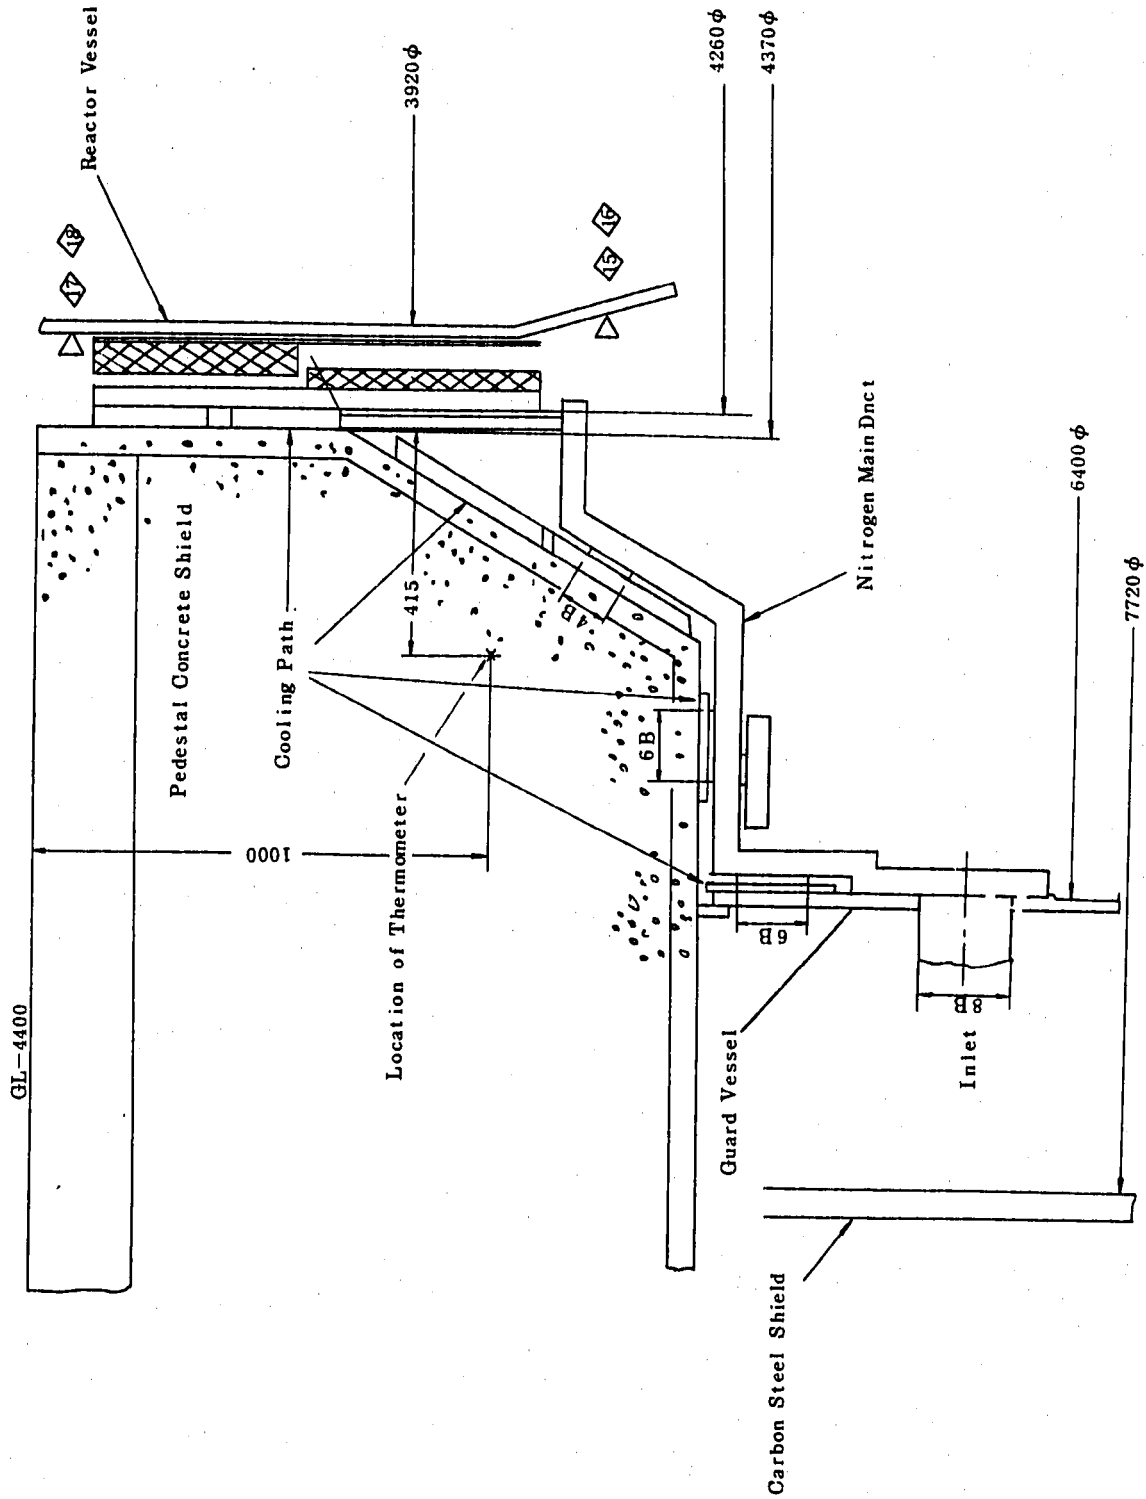 GL-4400
Reactor Vessel
17
18
3920φ
15
16
4260φ
4370φ
Pedestal Concrete Shield
Cooling Path
415
1000
Location of Thermometer
4B
6B
Nitrogen Main Dnct
6400φ
7720φ
6B
8B
Inlet
Guard Vessel
Carbon Steel Shield